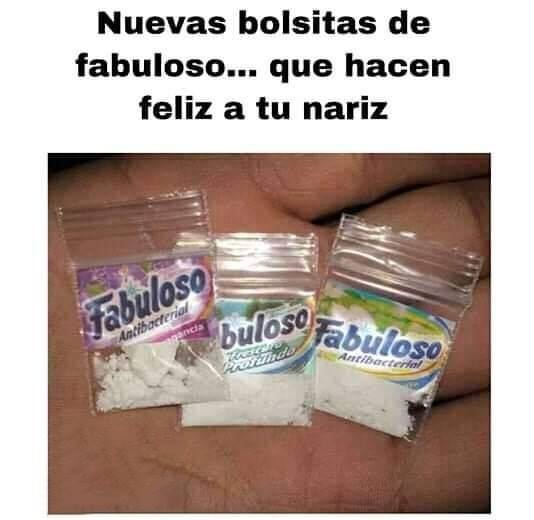 Nuevas bolsitas de
fabuloso... que hacen
feliz a tu nariz
Fabuloso
Antibacterial
buloso
Frescura
Profunda
Fabuloso
Antibacterial